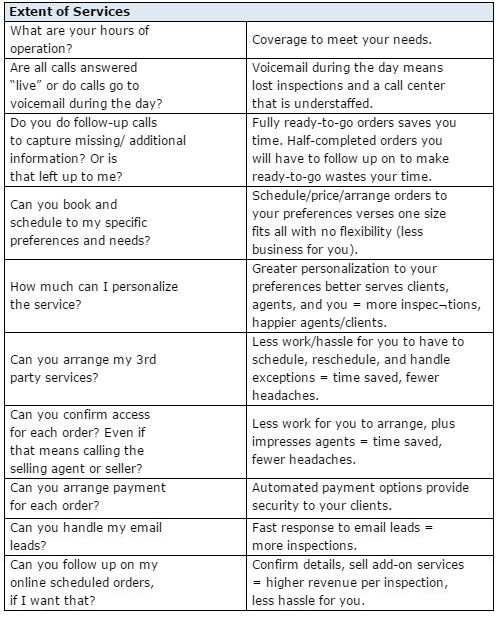 Extent of Services
What are your hours of
operation?
Coverage to meet your needs.
Are all calls answered
“live” or do calls go to
voicemail during the day?
Voicemail during the day means
lost inspections and a call center
that is understaffed.
Do you do follow-up calls
to capture missing/ additional
information? Or is
that left up to me?
Fully ready-to-go orders saves you
time. Half-completed orders you
will have to follow up on to make
ready-to-go wastes your time.
Can you book and
schedule to my specific
preferences and needs?
Schedule/price/arrange orders to
your preferences verses one size
fits all with no flexibility (less
business for you).
How much can I personalize
the service?
Greater personalization to your
preferences better serves clients,
agents, and you = more inspec¬tions,
happier agents/clients.
Can you arrange my 3rd
party services?
Less work/hassle for you to have to
schedule, reschedule, and handle
exceptions = time saved, fewer
headaches.
Can you confirm access
for each order? Even if
that means calling the
selling agent or seller?
Less work for you to arrange, plus
impresses agents = time saved,
fewer headaches.
Can you arrange payment
for each order?
Automated payment options provide
security to your clients.
Can you handle my email
leads?
Fast response to email leads =
more inspections.
Can you follow up on my
online scheduled orders,
if I want that?
Confirm details, sell add-on services
= higher revenue per inspection,
less hassle for you.